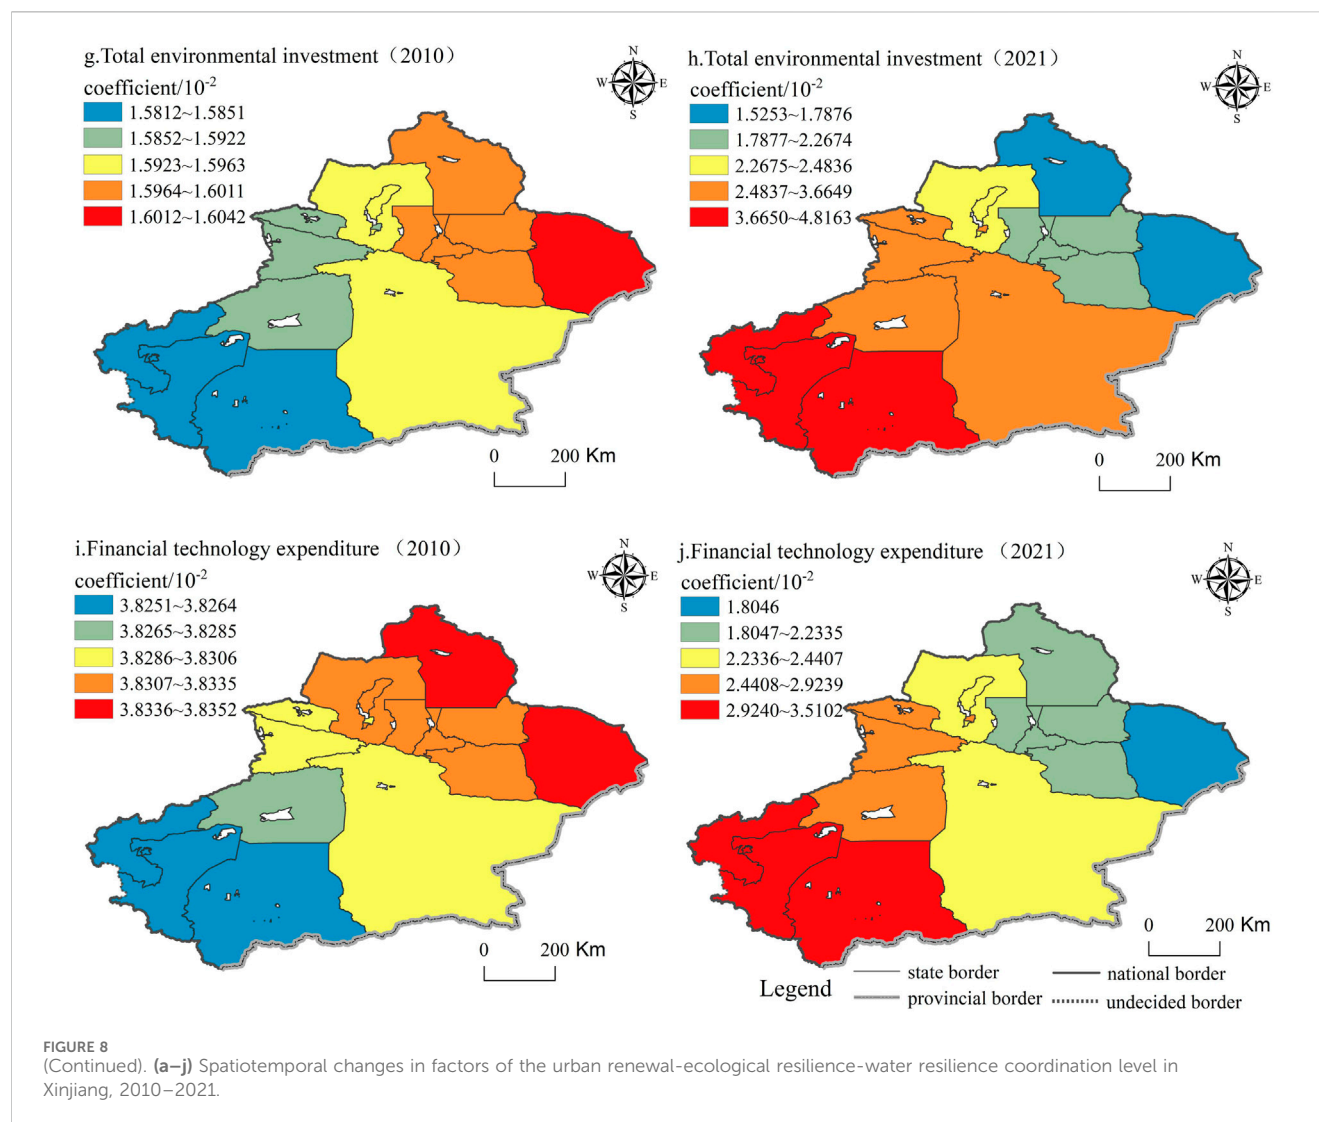 g.Total environmental investment（2010）
coefficient/10-2
1.5812~1.5851
1.5852~1.5922
1.5923~1.5963
1.5964~1.6011
1.6012~1.6042
N
W E
S
0 200 Km
h.Total environmental investment（2021）
coefficient/10-2
1.5253~1.7876
1.7877~2.2674
2.2675~2.4836
2.4837~3.6649
3.6650~4.8163
N
W E
S
0 200 Km
i.Financial technology expenditure （2010）
coefficient/10-2
3.8251~3.8264
3.8265~3.8285
3.8286~3.8306
3.8307~3.8335
3.8336~3.8352
N
W E
S
0 200 Km
j.Financial technology expenditure （2021）
coefficient/10-2
1.8046
1.8047~2.2335
2.2336~2.4407
2.4408~2.9239
2.9240~3.5102
N
W E
S
0 200 Km
Legend
state border
national border
provincial border
undecided border
FIGURE 8
(Continued). (a–j) Spatiotemporal changes in factors of the urban renewal-ecological resilience-water resilience coordination level in
Xinjiang, 2010–2021.